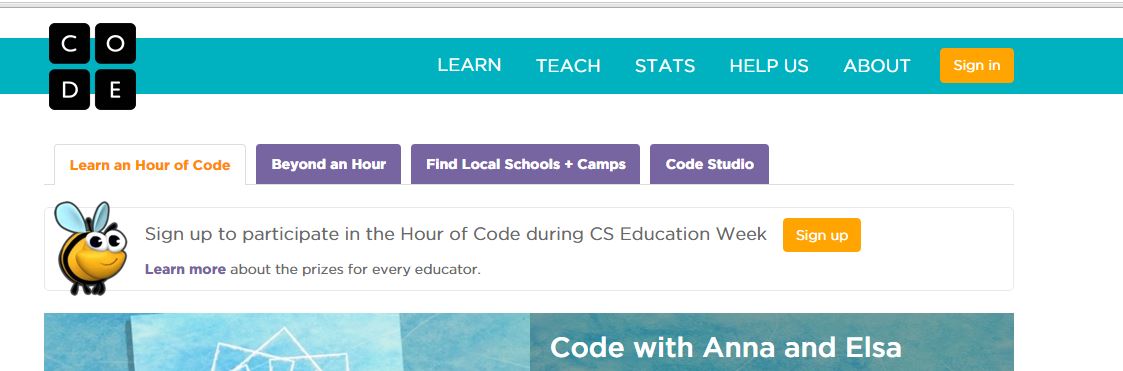 C O
D E
LEARN TEACH STATS HELP US ABOUT Sign in
Learn an Hour of Code Beyond an Hour Find Local Schools + Camps Code Studio
Sign up to participate in the Hour of Code during CS Education Week Sign up
Learn more about the prizes for every educator.
Code with Anna and Elsa